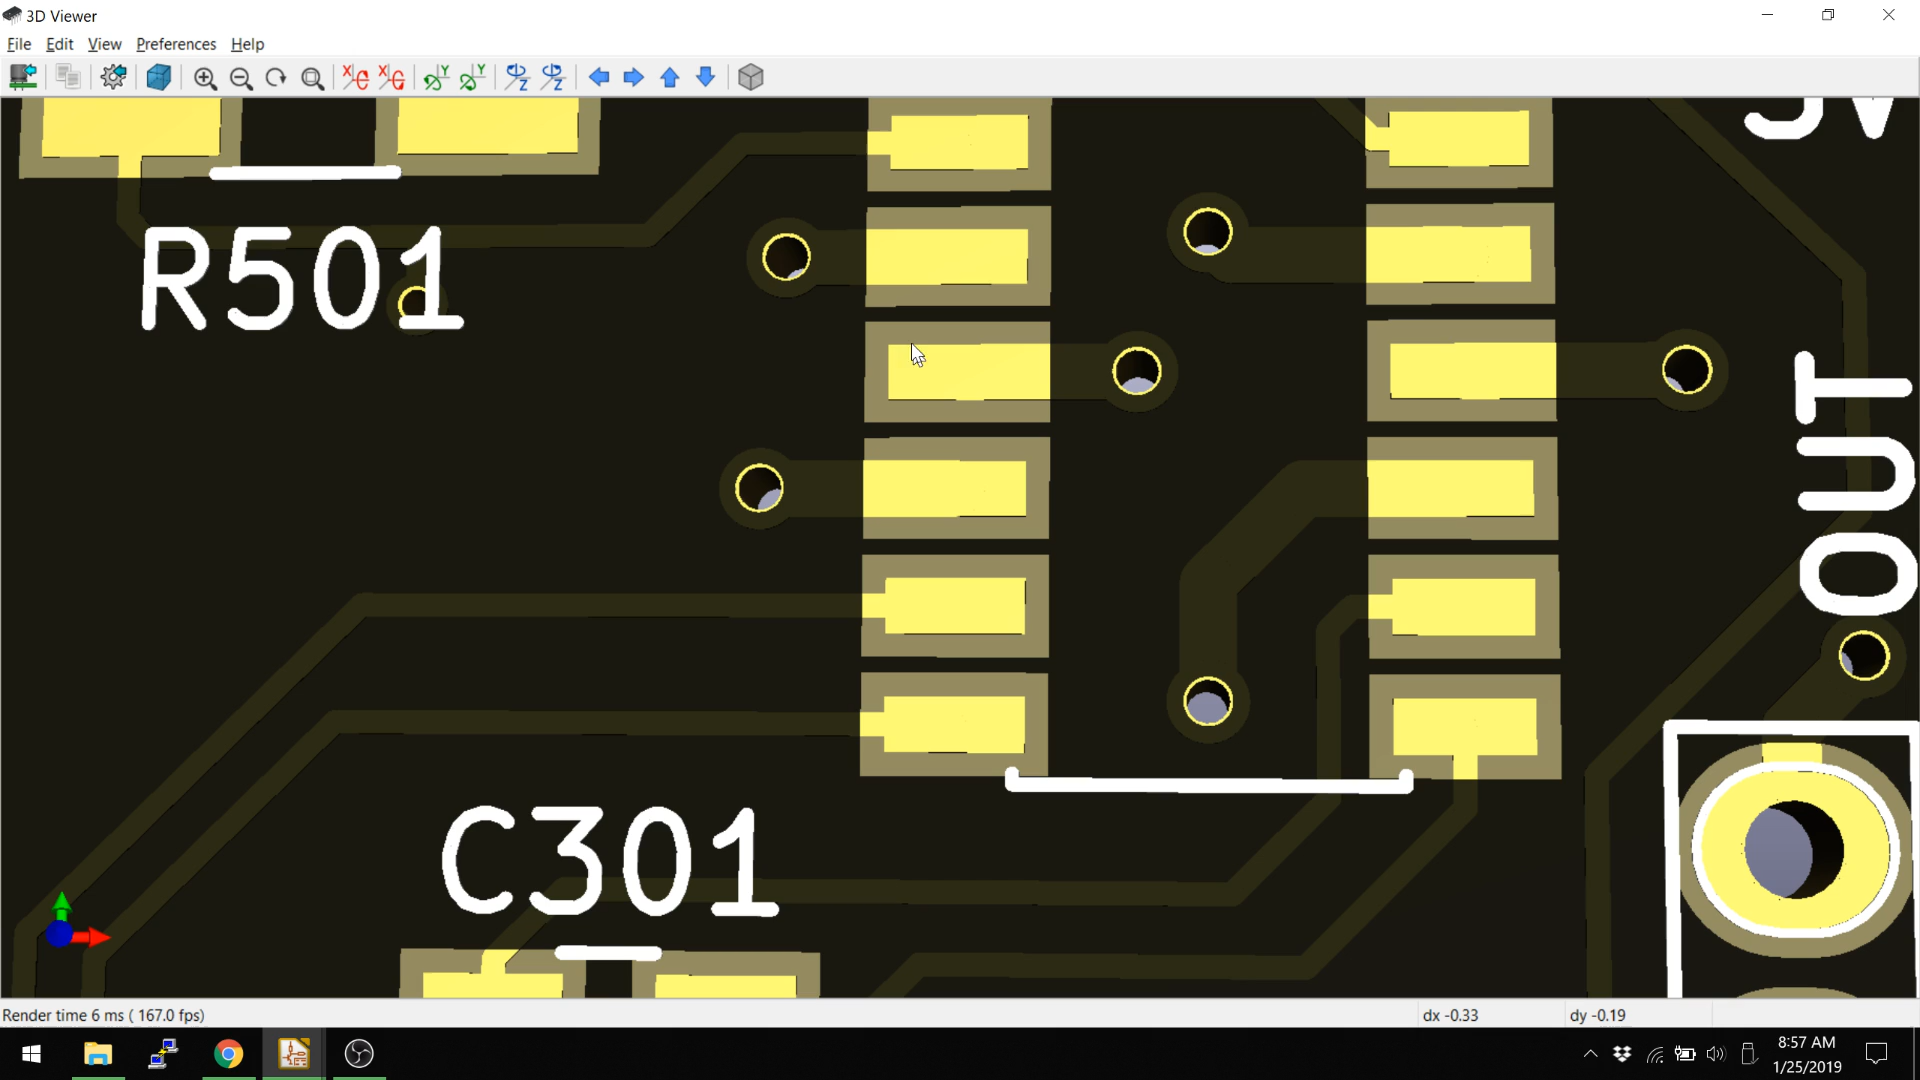 3D Viewer
File Edit View Preferences Help
R501
OUT
C301
Render time 6 ms ( 167.0 fps)
dx -0.33
dy -0.19
8:57 AM
1/25/2019